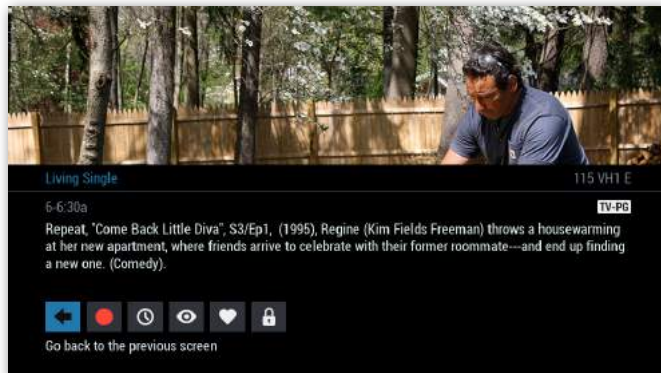 Living Single 115 VH1 E
6-6:30a TV-PG
Repeat, "Come Back Little Diva", S3/Ep1, (1995), Regine (Kim Fields Freeman) throws a housewarming
at her new apartment, where friends arrive to celebrate with their former roommate---and end up finding
a new one. (Comedy).
Go back to the previous screen